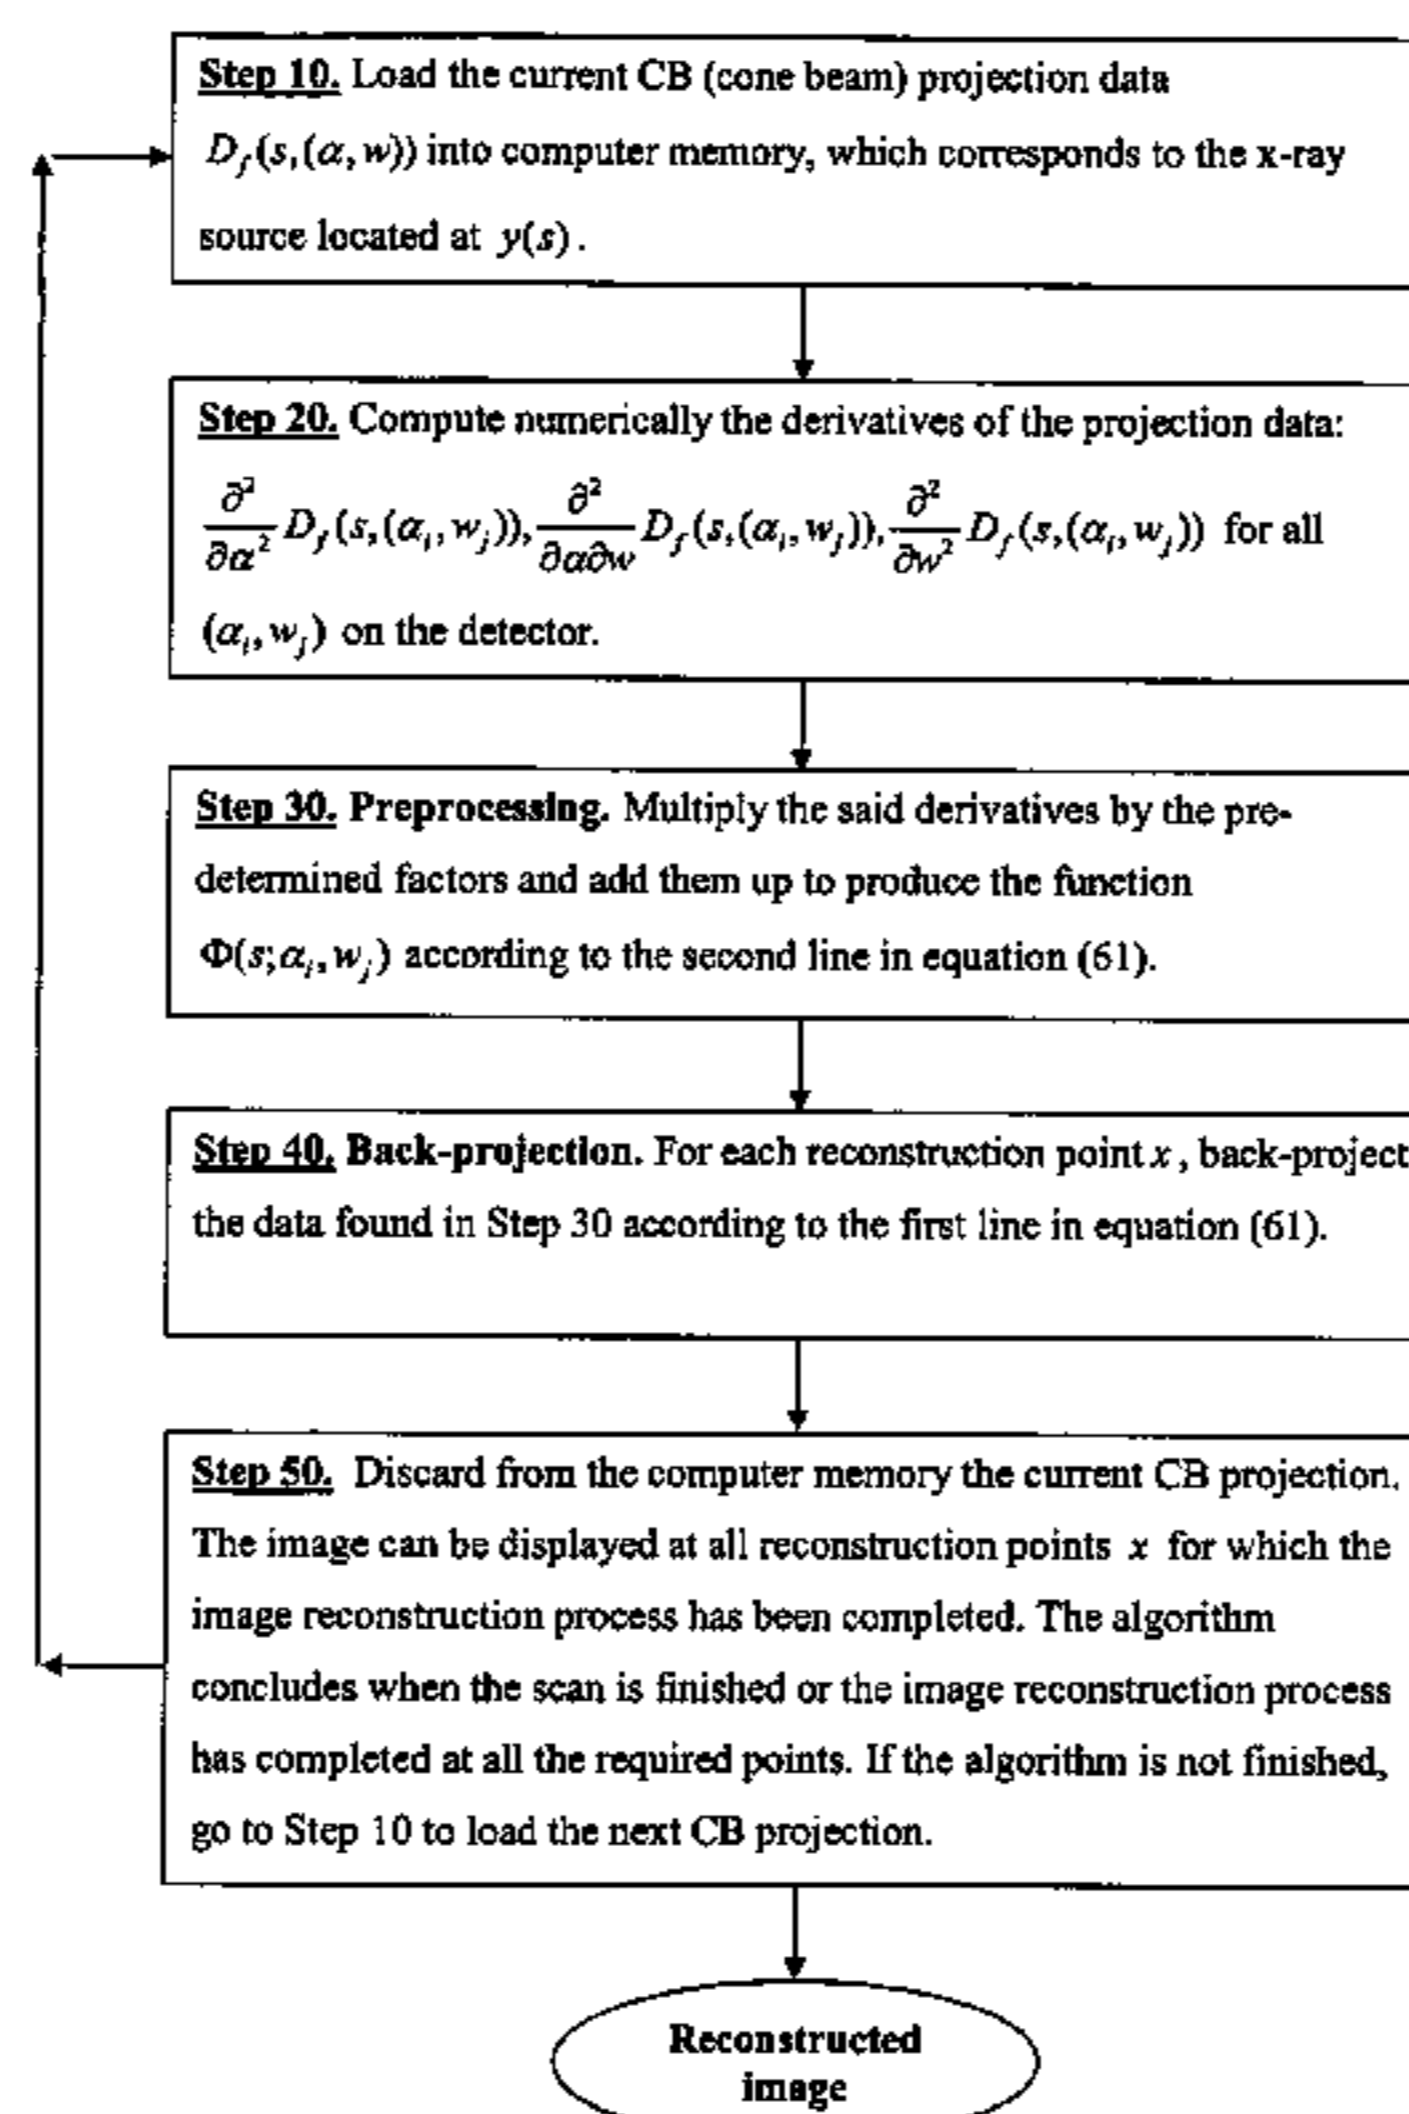 Step 10. Load the current CB (cone beam) projection data
D_f(s,(α,w)) into computer memory, which corresponds to the x-ray
source located at y(s).
Step 20. Compute numerically the derivatives of the projection data:
∂²/∂α² D_f(s,(α_i,w_j)), ∂²/∂α∂w D_f(s,(α_i,w_j)), ∂²/∂w² D_f(s,(α_i,w_j)) for all
(α_i,w_j) on the detector.
Step 30. Preprocessing. Multiply the said derivatives by the pre-
determined factors and add them up to produce the function
Φ(s;α_i,w_j) according to the second line in equation (61).
Step 40. Back-projection. For each reconstruction point x, back-project
the data found in Step 30 according to the first line in equation (61).
Step 50. Discard from the computer memory the current CB projection.
The image can be displayed at all reconstruction points x for which the
image reconstruction process has been completed. The algorithm
concludes when the scan is finished or the image reconstruction process
has completed at all the required points. If the algorithm is not finished,
go to Step 10 to load the next CB projection.
Reconstructed
image